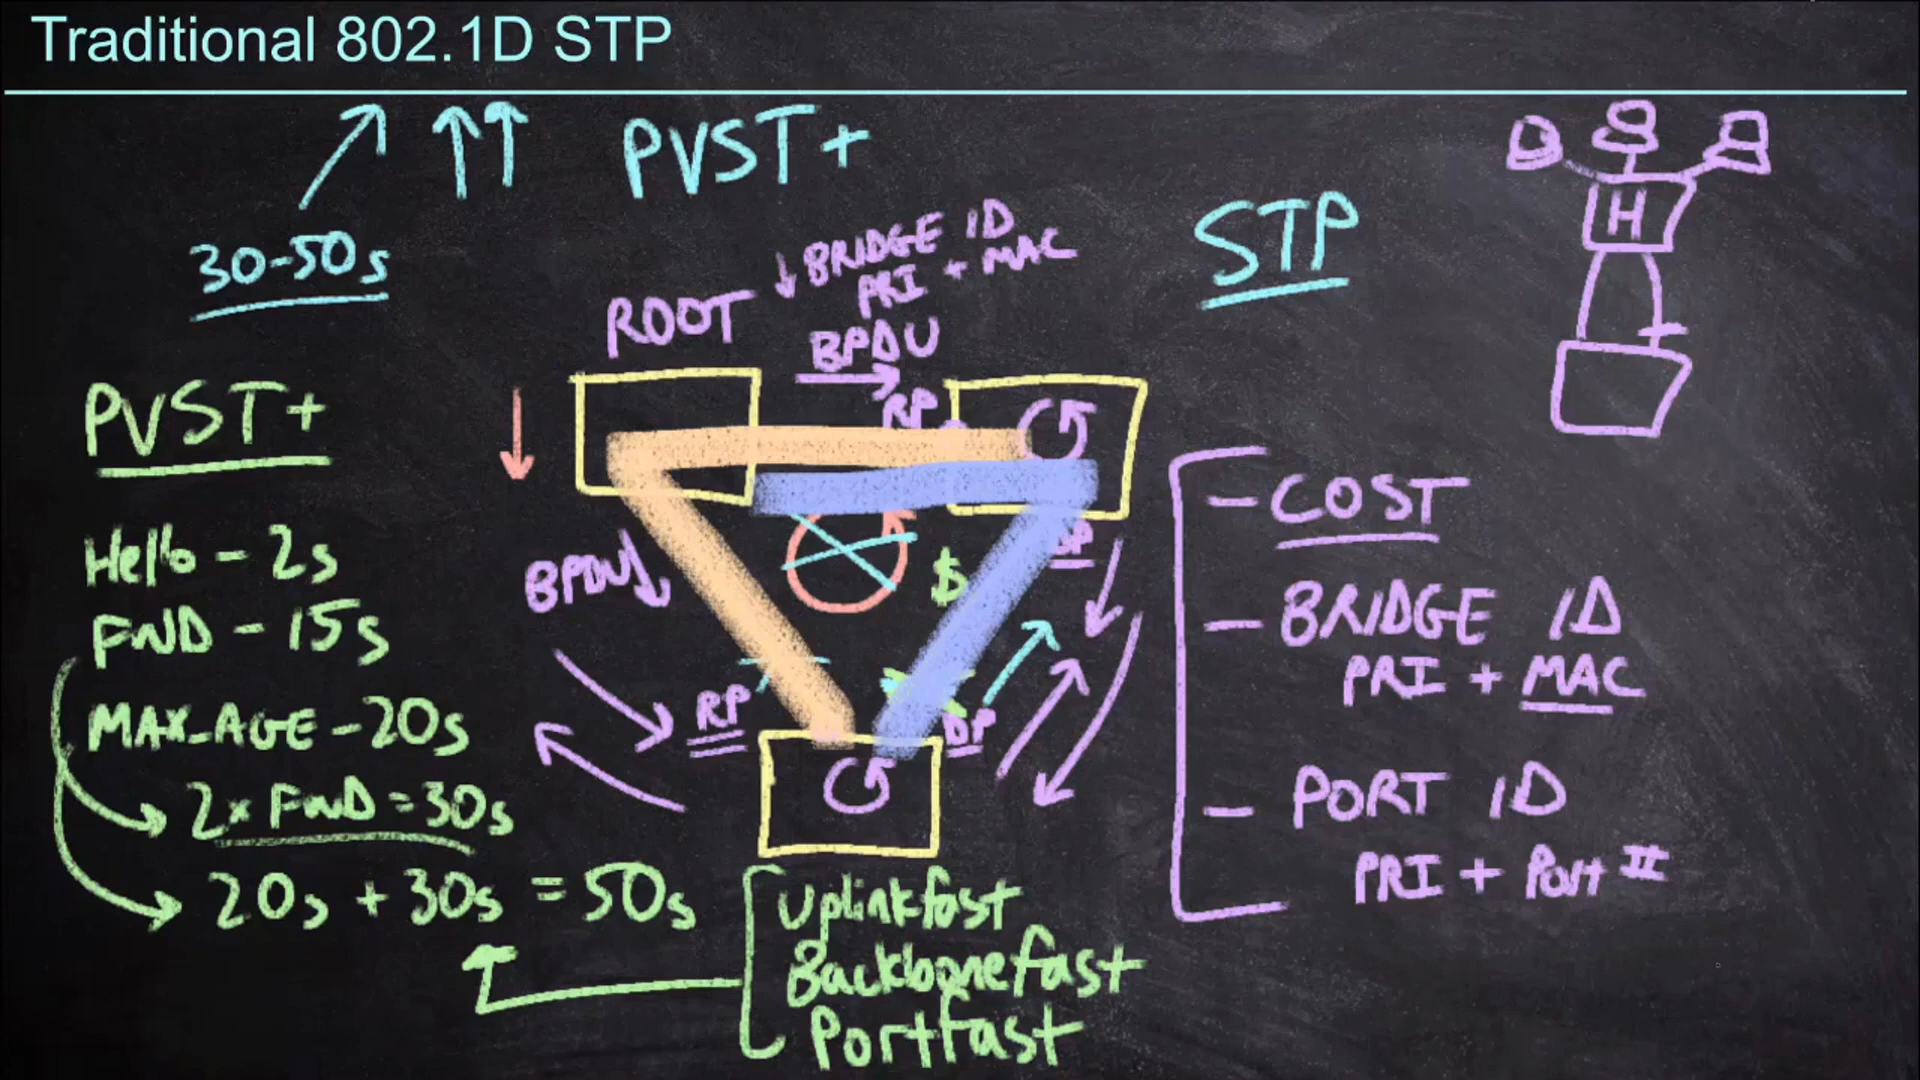 Traditional 802.1D STP
PVST+
30-50s
STP
H
↓ BRIDGE ID
PRI + MAC
ROOT
BPDU
RP
PVST+
Hello - 2s
FWD - 15s
MAX_AGE - 20s
2x FWD = 30s
20s + 30s = 50s
BPDU
$
RP
Uplinkfast
Backbonefast
Portfast
- COST
- BRIDGE ID
PRI + MAC
- PORT ID
PRI + Port #